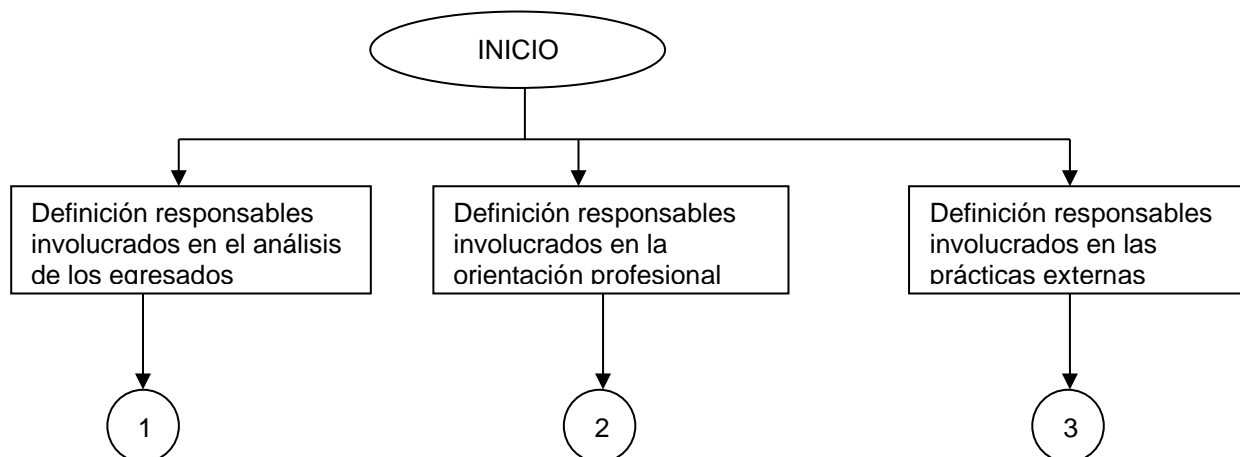 INICIO
Definición responsables
involucrados en el análisis
de los egresados
Definición responsables
involucrados en la
orientación profesional
Definición responsables
involucrados en las
prácticas externas
1
2
3